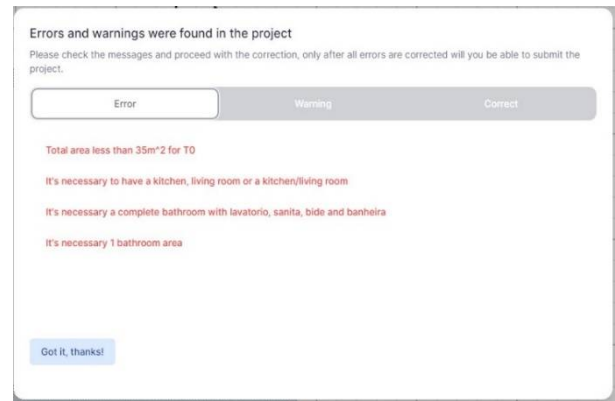 Errors and warnings were found in the project
Please check the messages and proceed with the correction, only after all errors are corrected will you be able to submit the
project.
Error Warning Correct
Total area less than 35m^2 for T0
It's necessary to have a kitchen, living room or a kitchen/living room
It's necessary a complete bathroom with lavatorio, sanita, bide and banheira
It's necessary 1 bathroom area
Got it, thanks!